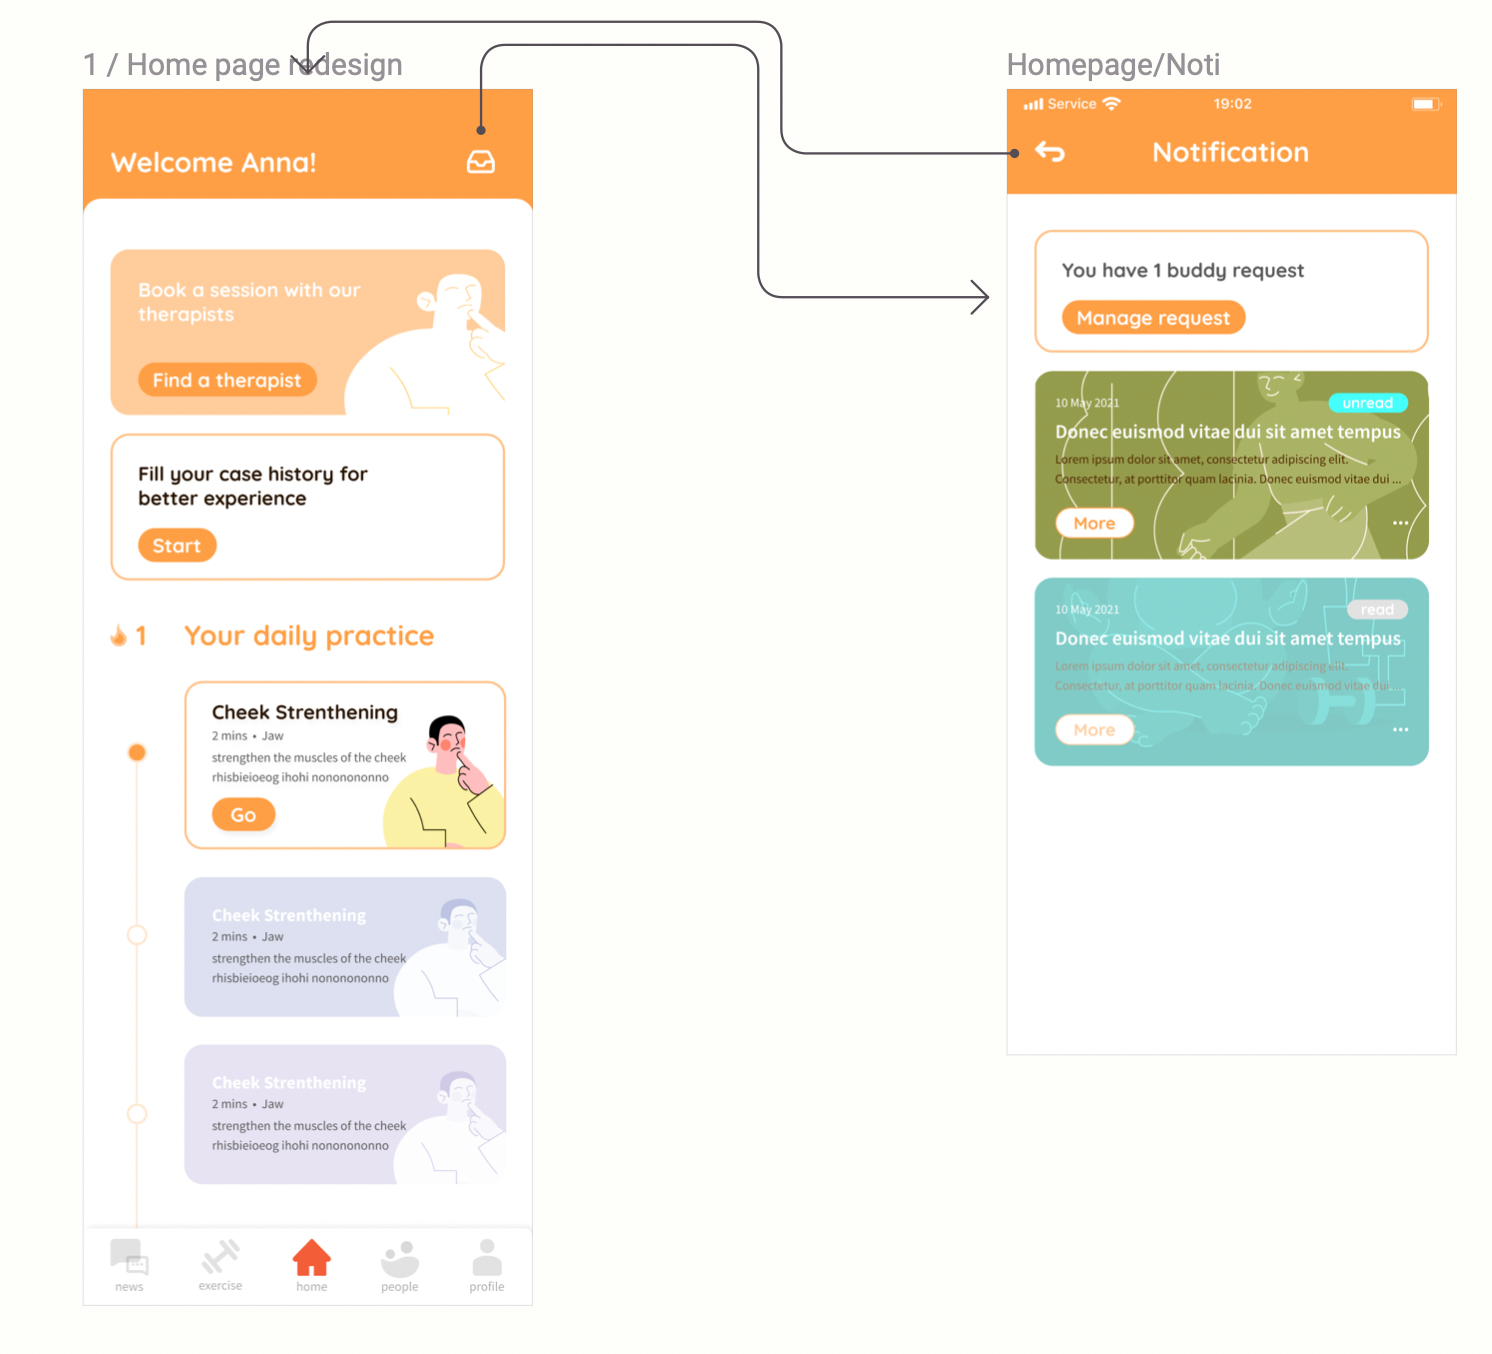 1 / Home page redesign
Welcome Anna!
Book a session with our
therapists
Find a therapist
Fill your case history for
better experience
Start
1 Your daily practice
Cheek Strenthening
2 mins • Jaw
strengthen the muscles of the cheek
rhisbieioeog ihohi nonononono
Go
Cheek Strenthening
2 mins • Jaw
strengthen the muscles of the cheek
rhisbieioeog ihohi nonononono
Cheek Strenthening
2 mins • Jaw
strengthen the muscles of the cheek
rhisbieioeog ihohi nonononono
news exercise home people profile
Homepage/Noti
Service 19:02
Notification
You have 1 buddy request
Manage request
10 May 2021 unread
Donec euismod vitae dui sit amet tempus
Lorem ipsum dolor sit amet, consectetur adipiscing elit.
Consectetur, at porttitor quam lacinia. Donec euismod vitae dui ...
More
10 May 2021 read
Donec euismod vitae dui sit amet tempus
Lorem ipsum dolor sit amet, consectetur adipiscing elit.
Consectetur, at porttitor quam lacinia. Donec euismod vitae dui ...
More